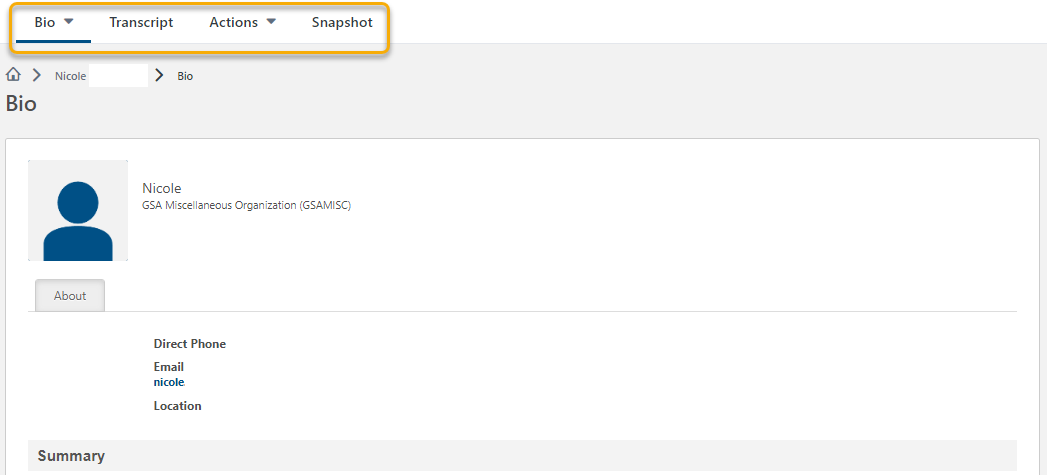 Bio Transcript Actions Snapshot
Nicole Bio
Bio
Nicole
GSA Miscellaneous Organization (GSAMISC)
About
Direct Phone
Email
nicole
Location
Summary